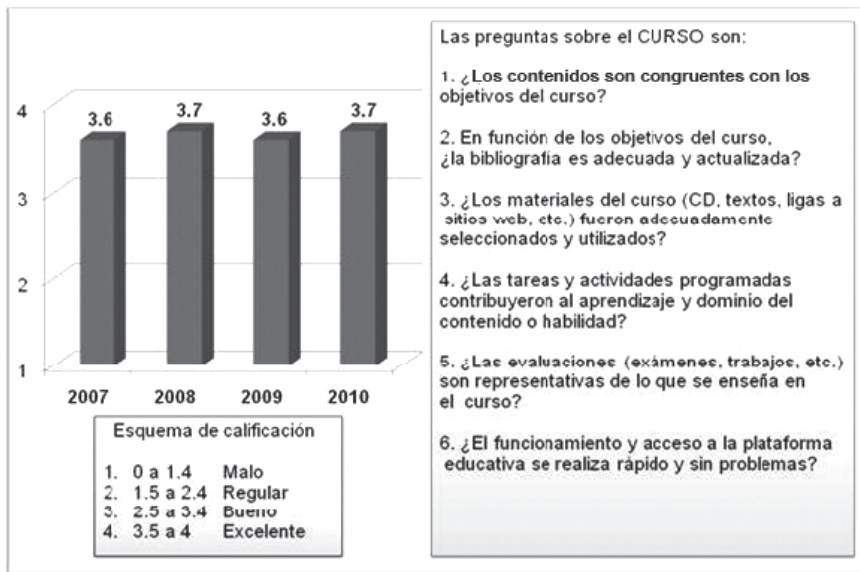 4
3
2
1
3.6
3.7
3.6
3.7
2007
2008
2009
2010
Esquema de calificación
1. 0 a 1.4 Malo
2. 1.5 a 2.4 Regular
3. 2.5 a 3.4 Bueno
4. 3.5 a 4 Excelente
Las preguntas sobre el CURSO son:
1. ¿Los contenidos son congruentes con los
objetivos del curso?
2. En función de los objetivos del curso,
¿la bibliografía es adecuada y actualizada?
3. ¿Los materiales del curso (CD, textos, ligas a
sitios web, etc.) fueron adecuadamente
seleccionados y utilizados?
4. ¿Las tareas y actividades programadas
contribuyeron al aprendizaje y dominio del
contenido o habilidad?
5. ¿Las evaluaciones (exámenes, trabajos, etc.)
son representativas de lo que se enseña en
el curso?
6. ¿El funcionamiento y acceso a la plataforma
educativa se realiza rápido y sin problemas?